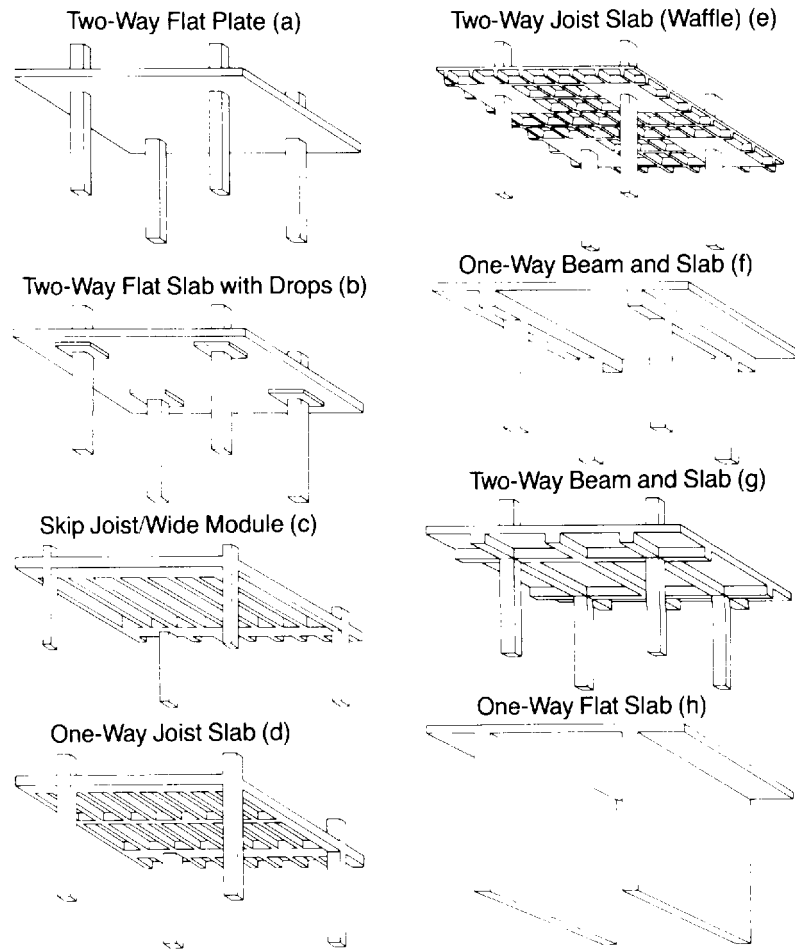 Two-Way Flat Plate (a)
Two-Way Flat Slab with Drops (b)
Skip Joist/Wide Module (c)
One-Way Joist Slab (d)
Two-Way Joist Slab (Waffle) (e)
One-Way Beam and Slab (f)
Two-Way Beam and Slab (g)
One-Way Flat Slab (h)